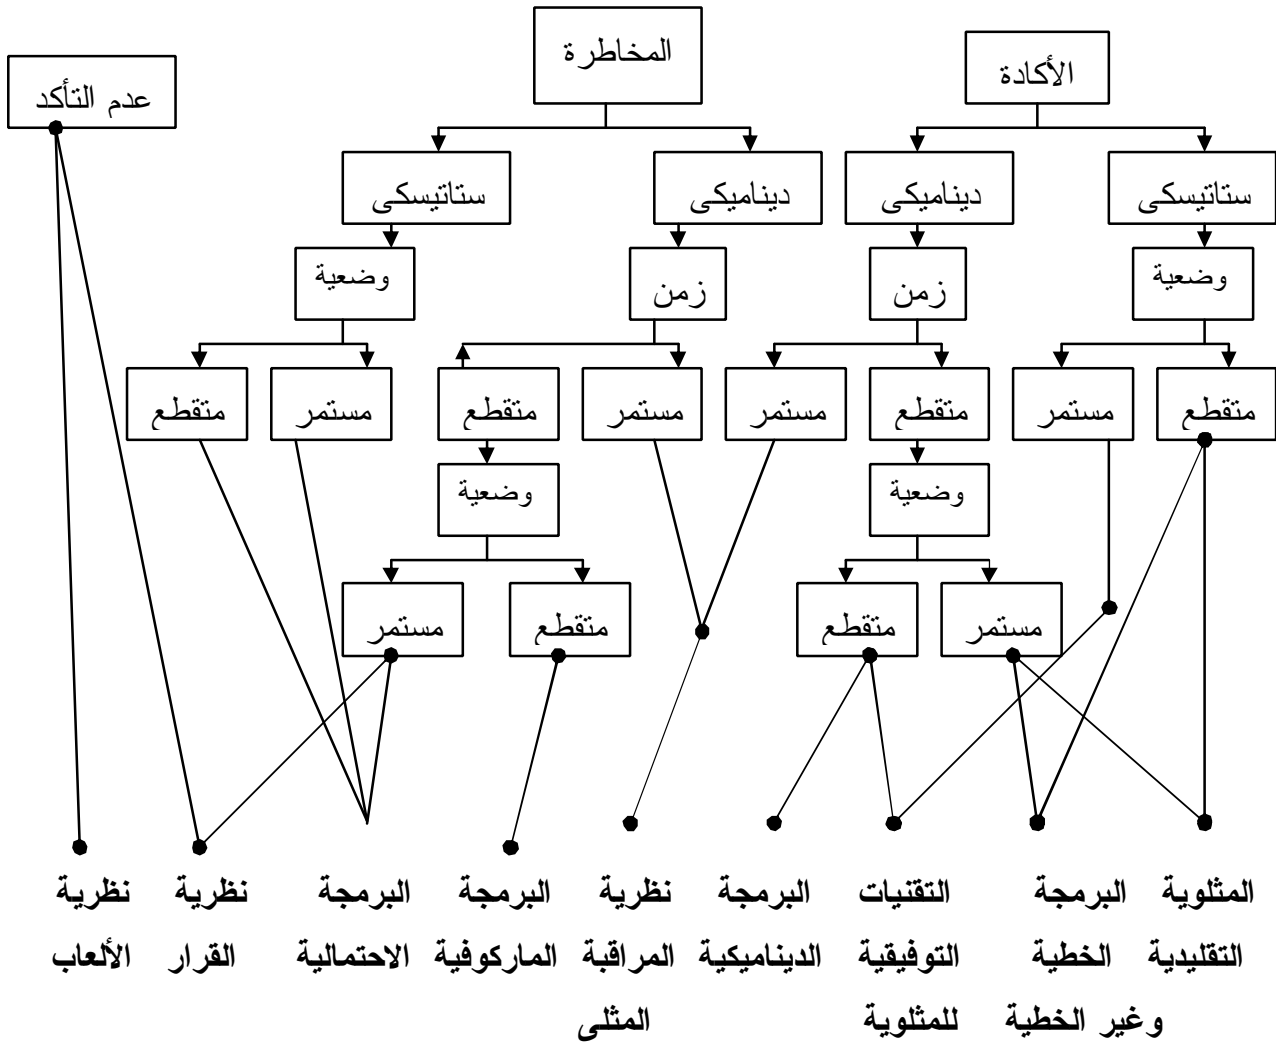 الأكادة
المخاطرة
عدم التأكد
ستاتيسكى
ديناميكى
ديناميكى
ستاتيسكى
وضعية
زمن
زمن
وضعية
متقطع
مستمر
متقطع
مستمر
مستمر
متقطع
مستمر
متقطع
وضعية
وضعية
مستمر
متقطع
متقطع
مستمر
المثلوية
التقليدية
البرمجة
الخطية
وغير الخطية
التقنيات
التوفيقية
للمثلوية
البرمجة
الديناميكية
نظرية
المراقبة
المثلى
البرمجة
الماركوفية
البرمجة
الاحتمالية
نظرية
القرار
نظرية
الألعاب